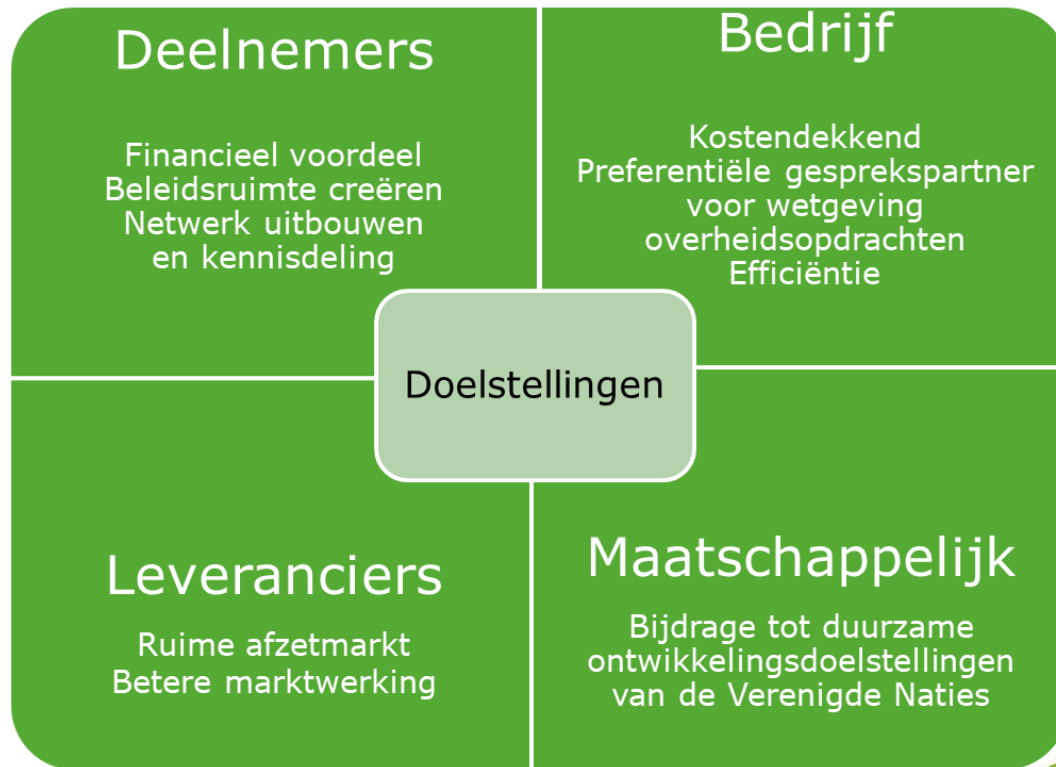 Deelnemers
Financieel voordeel
Beleidsruimte creëren
Netwerk uitbouwen
en kennisdeling
Bedrijf
Kostendekkend
Preferentiële gesprekspartner
voor wetgeving
overheidsopdrachten
Efficiëntie
Doelstellingen
Leveranciers
Ruime afzetmarkt
Betere marktwerking
Maatschappelijk
Bijdrage tot duurzame
ontwikkelingsdoelstellingen
van de Verenigde Naties